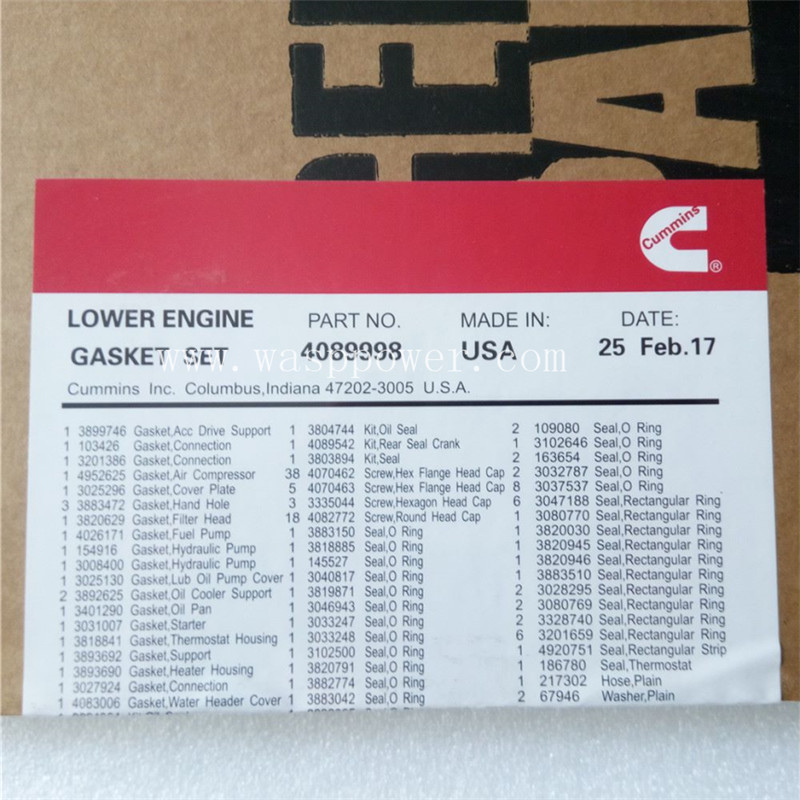 Cummins
®
LOWER ENGINE GASKET SET
PART NO. 4089998
MADE IN: USA
DATE: 25 Feb.17
www.wasppower.com
Cummins Inc. Columbus,Indiana 47202-3005 U.S.A.
1 3899746 Gasket,Acc Drive Support
1 103426 Gasket,Connection
1 3201386 Gasket,Connection
1 4952625 Gasket,Air Compressor
1 3025296 Gasket,Cover Plate
3 3883472 Gasket,Hand Hole
1 3820629 Gasket,Filter Head
1 4026171 Gasket,Fuel Pump
1 154916 Gasket,Hydraulic Pump
1 3008400 Gasket,Hydraulic Pump
1 3025130 Gasket,Lub Oil Pump Cover
2 3892625 Gasket,Oil Cooler Support
1 3401290 Gasket,Oil Pan
1 3031007 Gasket,Starter
1 3818841 Gasket,Thermostat Housing
1 3893692 Gasket,Support
1 3893690 Gasket,Heater Housing
1 3027924 Gasket,Connection
1 4083006 Gasket,Water Header Cover
1 3804744 Kit,Oil Seal
1 4089542 Kit,Rear Seal Crank
1 3803894 Kit,Seal
38 4070462 Screw,Hex Flange Head Cap
5 4070463 Screw,Hex Flange Head Cap
3 3335044 Screw,Hexagon Head Cap
18 4082772 Screw,Round Head Cap
1 3883150 Seal,O Ring
1 3818885 Seal,O Ring
1 145527 Seal,O Ring
1 3040817 Seal,O Ring
1 3819871 Seal,O Ring
1 3046943 Seal,O Ring
1 3033247 Seal,O Ring
1 3033248 Seal,O Ring
1 3102500 Seal,O Ring
1 3820791 Seal,O Ring
1 3882774 Seal,O Ring
1 3883042 Seal,O Ring
2 109080 Seal,O Ring
1 3102646 Seal,O Ring
2 163654 Seal,O Ring
2 3032787 Seal,O Ring
8 3037537 Seal,O Ring
6 3047188 Seal,Rectangular Ring
1 3080770 Seal,Rectangular Ring
1 3820030 Seal,Rectangular Ring
1 3820945 Seal,Rectangular Ring
1 3820946 Seal,Rectangular Ring
1 3883510 Seal,Rectangular Ring
2 3028295 Seal,Rectangular Ring
2 3080769 Seal,Rectangular Ring
2 3328740 Seal,Rectangular Ring
6 3201659 Seal,Rectangular Ring
1 4920751 Seal,Rectangular Strip
1 186780 Seal,Thermostat
1 217302 Hose,Plain
2 67946 Washer,Plain